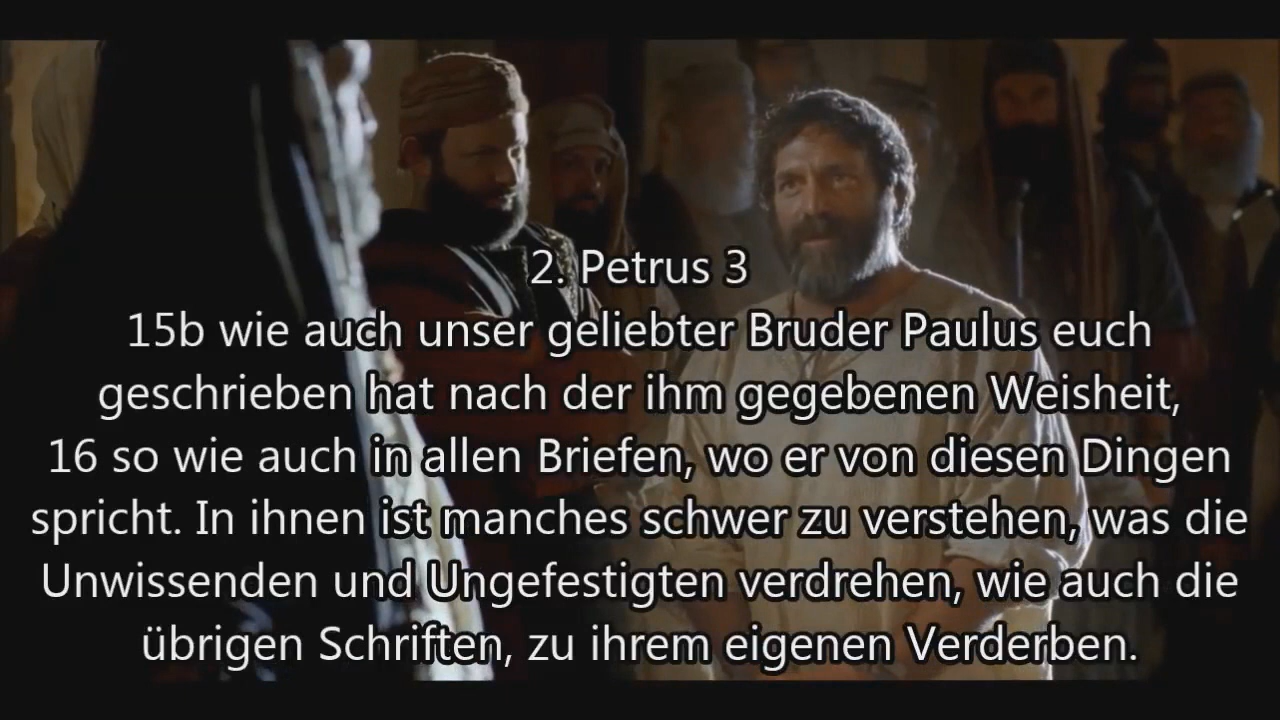 2. Petrus 3
15b wie auch unser geliebter Bruder Paulus euch
geschrieben hat nach der ihm gegebenen Weisheit,
16 so wie auch in allen Briefen, wo er von diesen Dingen
spricht. In ihnen ist manches schwer zu verstehen, was die
Unwissenden und Ungefestigten verdrehen, wie auch die
übrigen Schriften, zu ihrem eigenen Verderben.